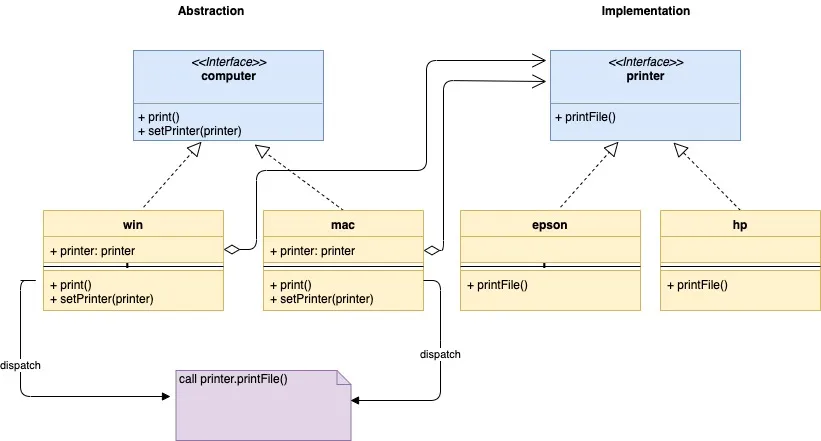 Abstraction
Implementation
<<Interface>>
computer
+ print()
+ setPrinter(printer)
<<Interface>>
printer
+ printFile()
win
+ printer: printer
+ print()
+ setPrinter(printer)
mac
+ printer: printer
+ print()
+ setPrinter(printer)
epson
+ printFile()
hp
+ printFile()
dispatch
dispatch
call printer.printFile()